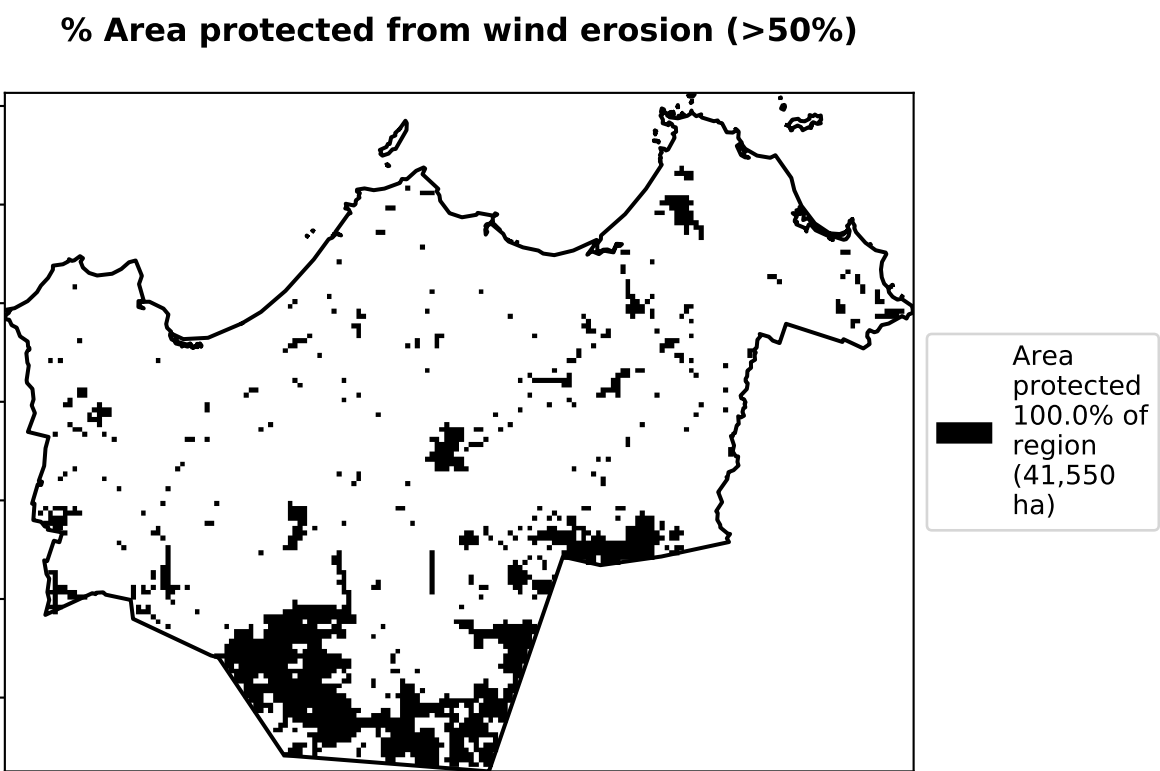 % Area protected from wind erosion (>50%)
Area
protected
100.0% of
region
(41,550
ha)